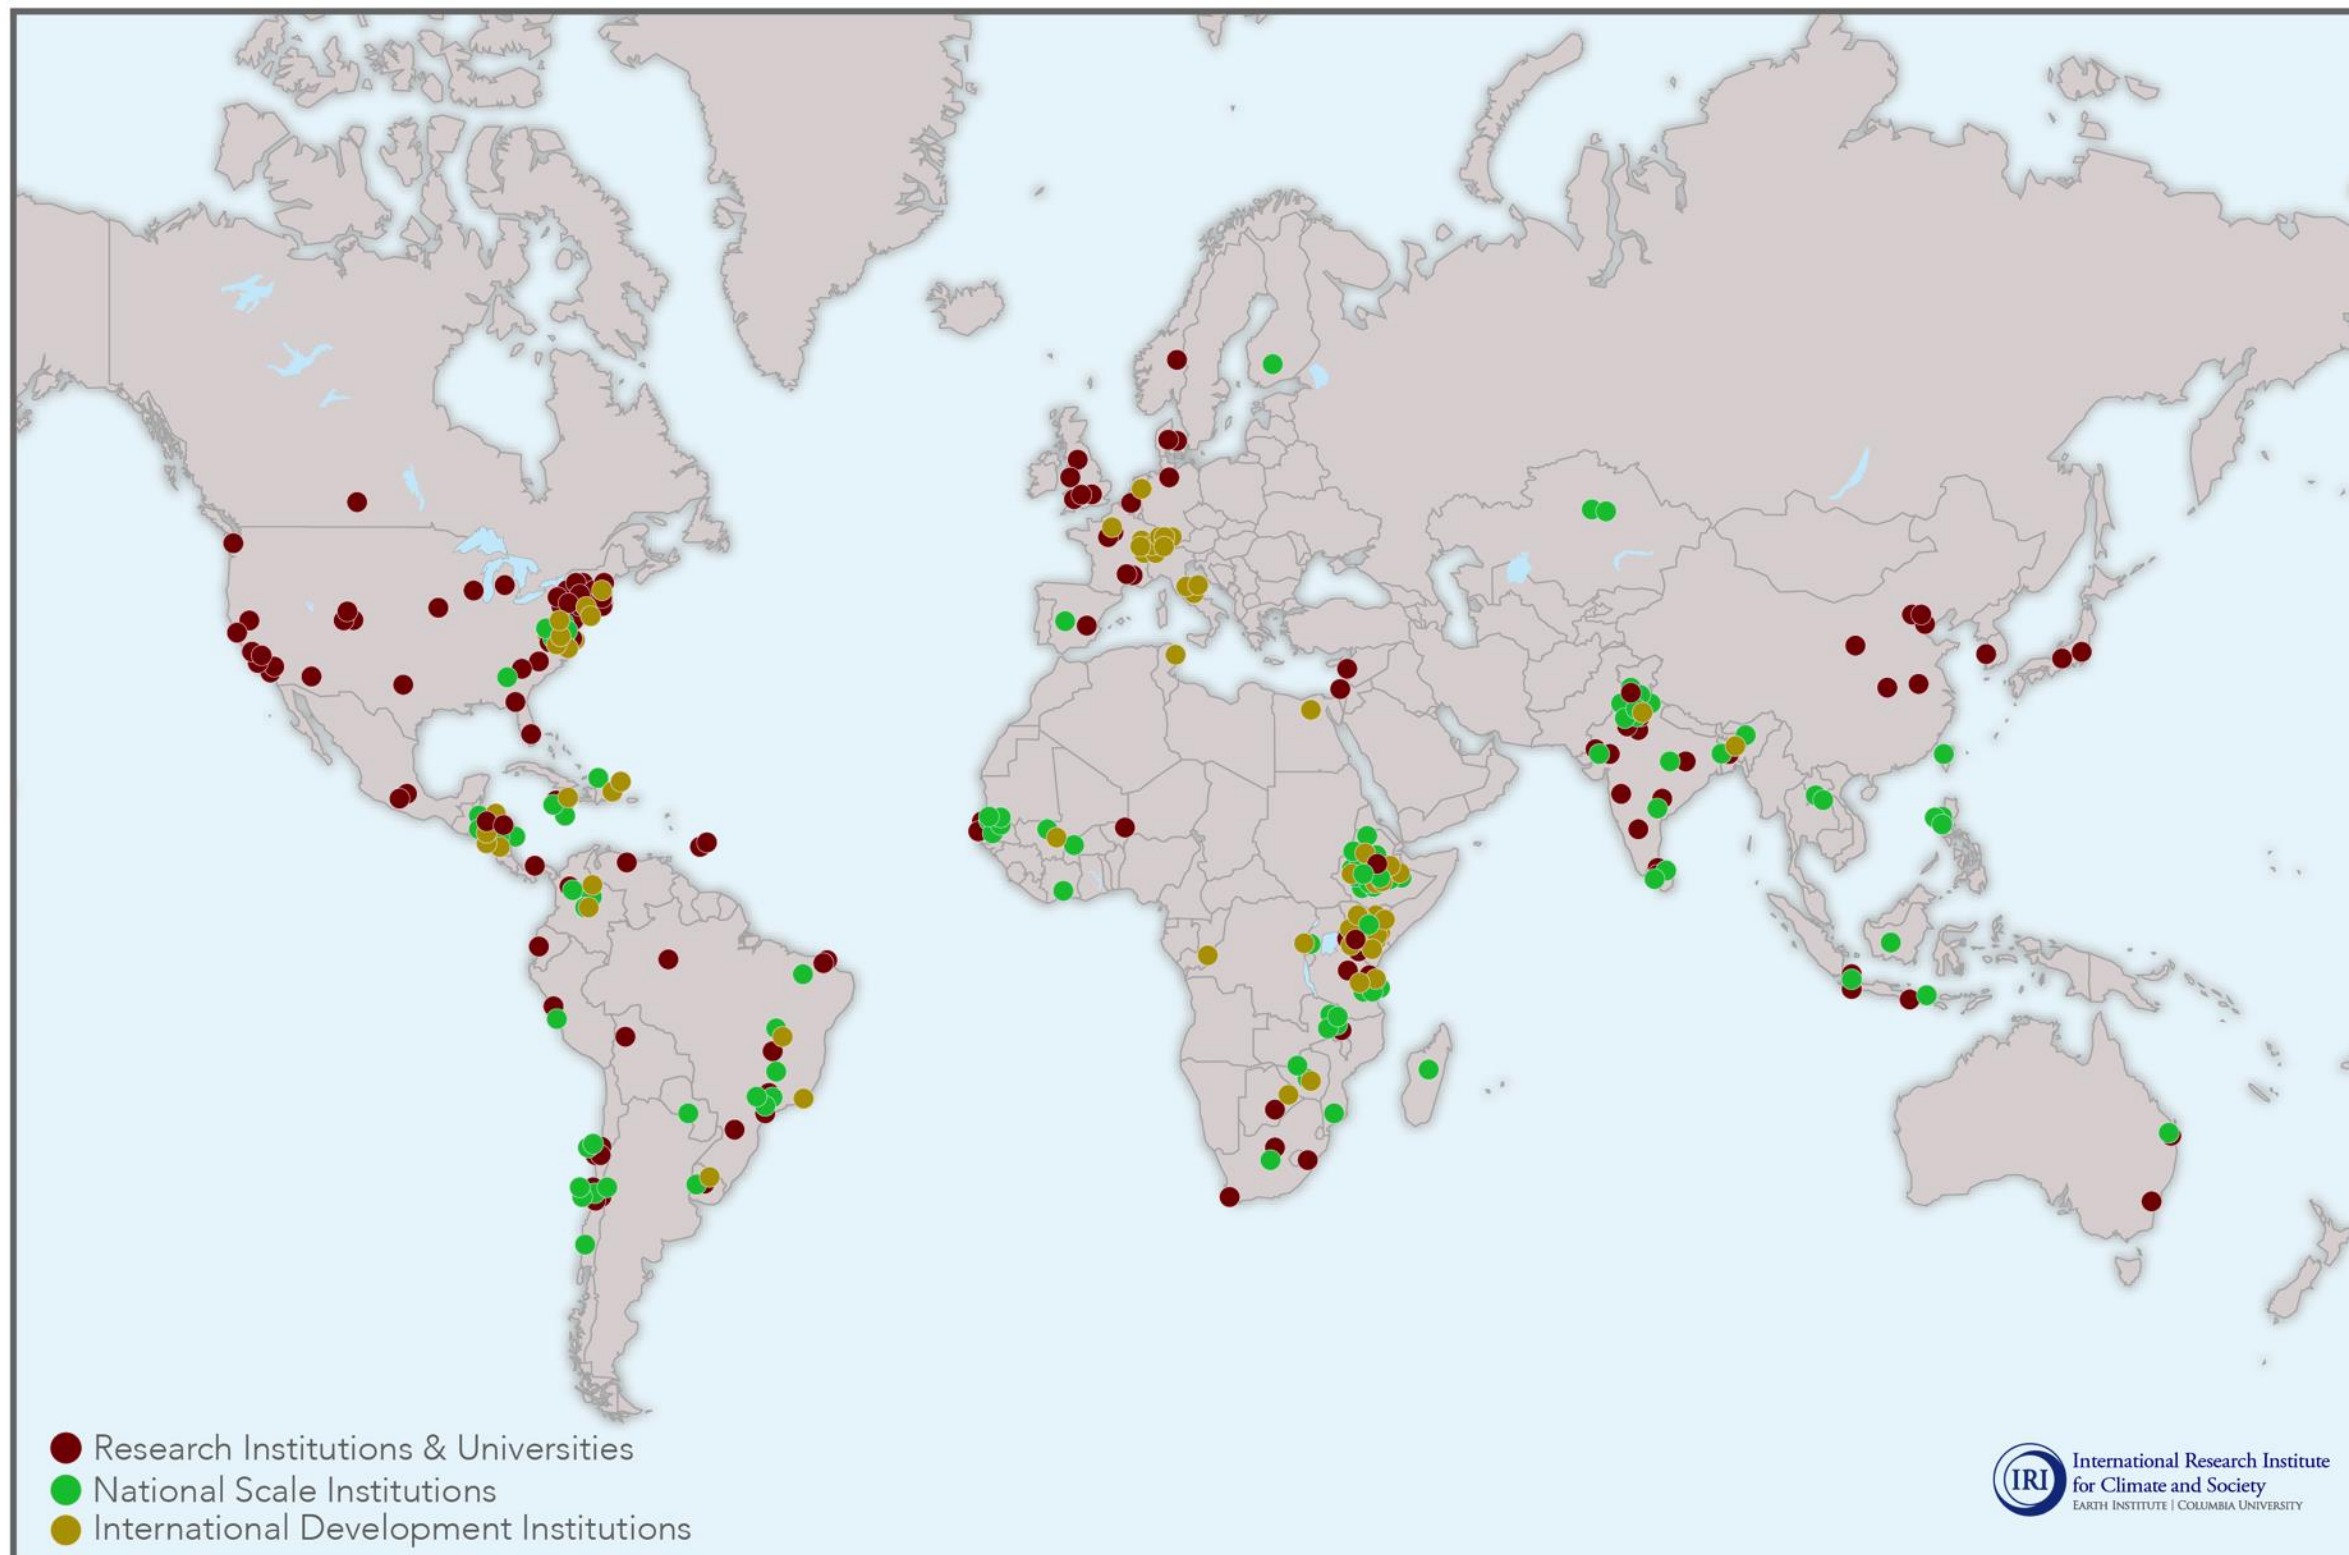 Research Institutions & Universities
National Scale Institutions
International Development Institutions
IRI
International Research Institute
for Climate and Society
EARTH INSTITUTE | COLUMBIA UNIVERSITY